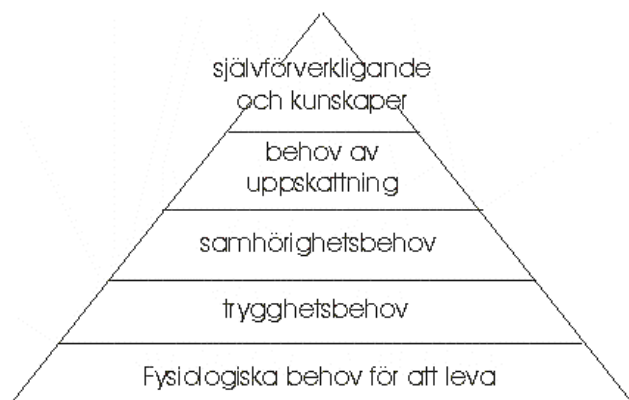 självförverkligande
och kunskaper
behov av
uppskattning
samhörighetsbehov
trygghetsbehov
Fysiologiska behov för att leva